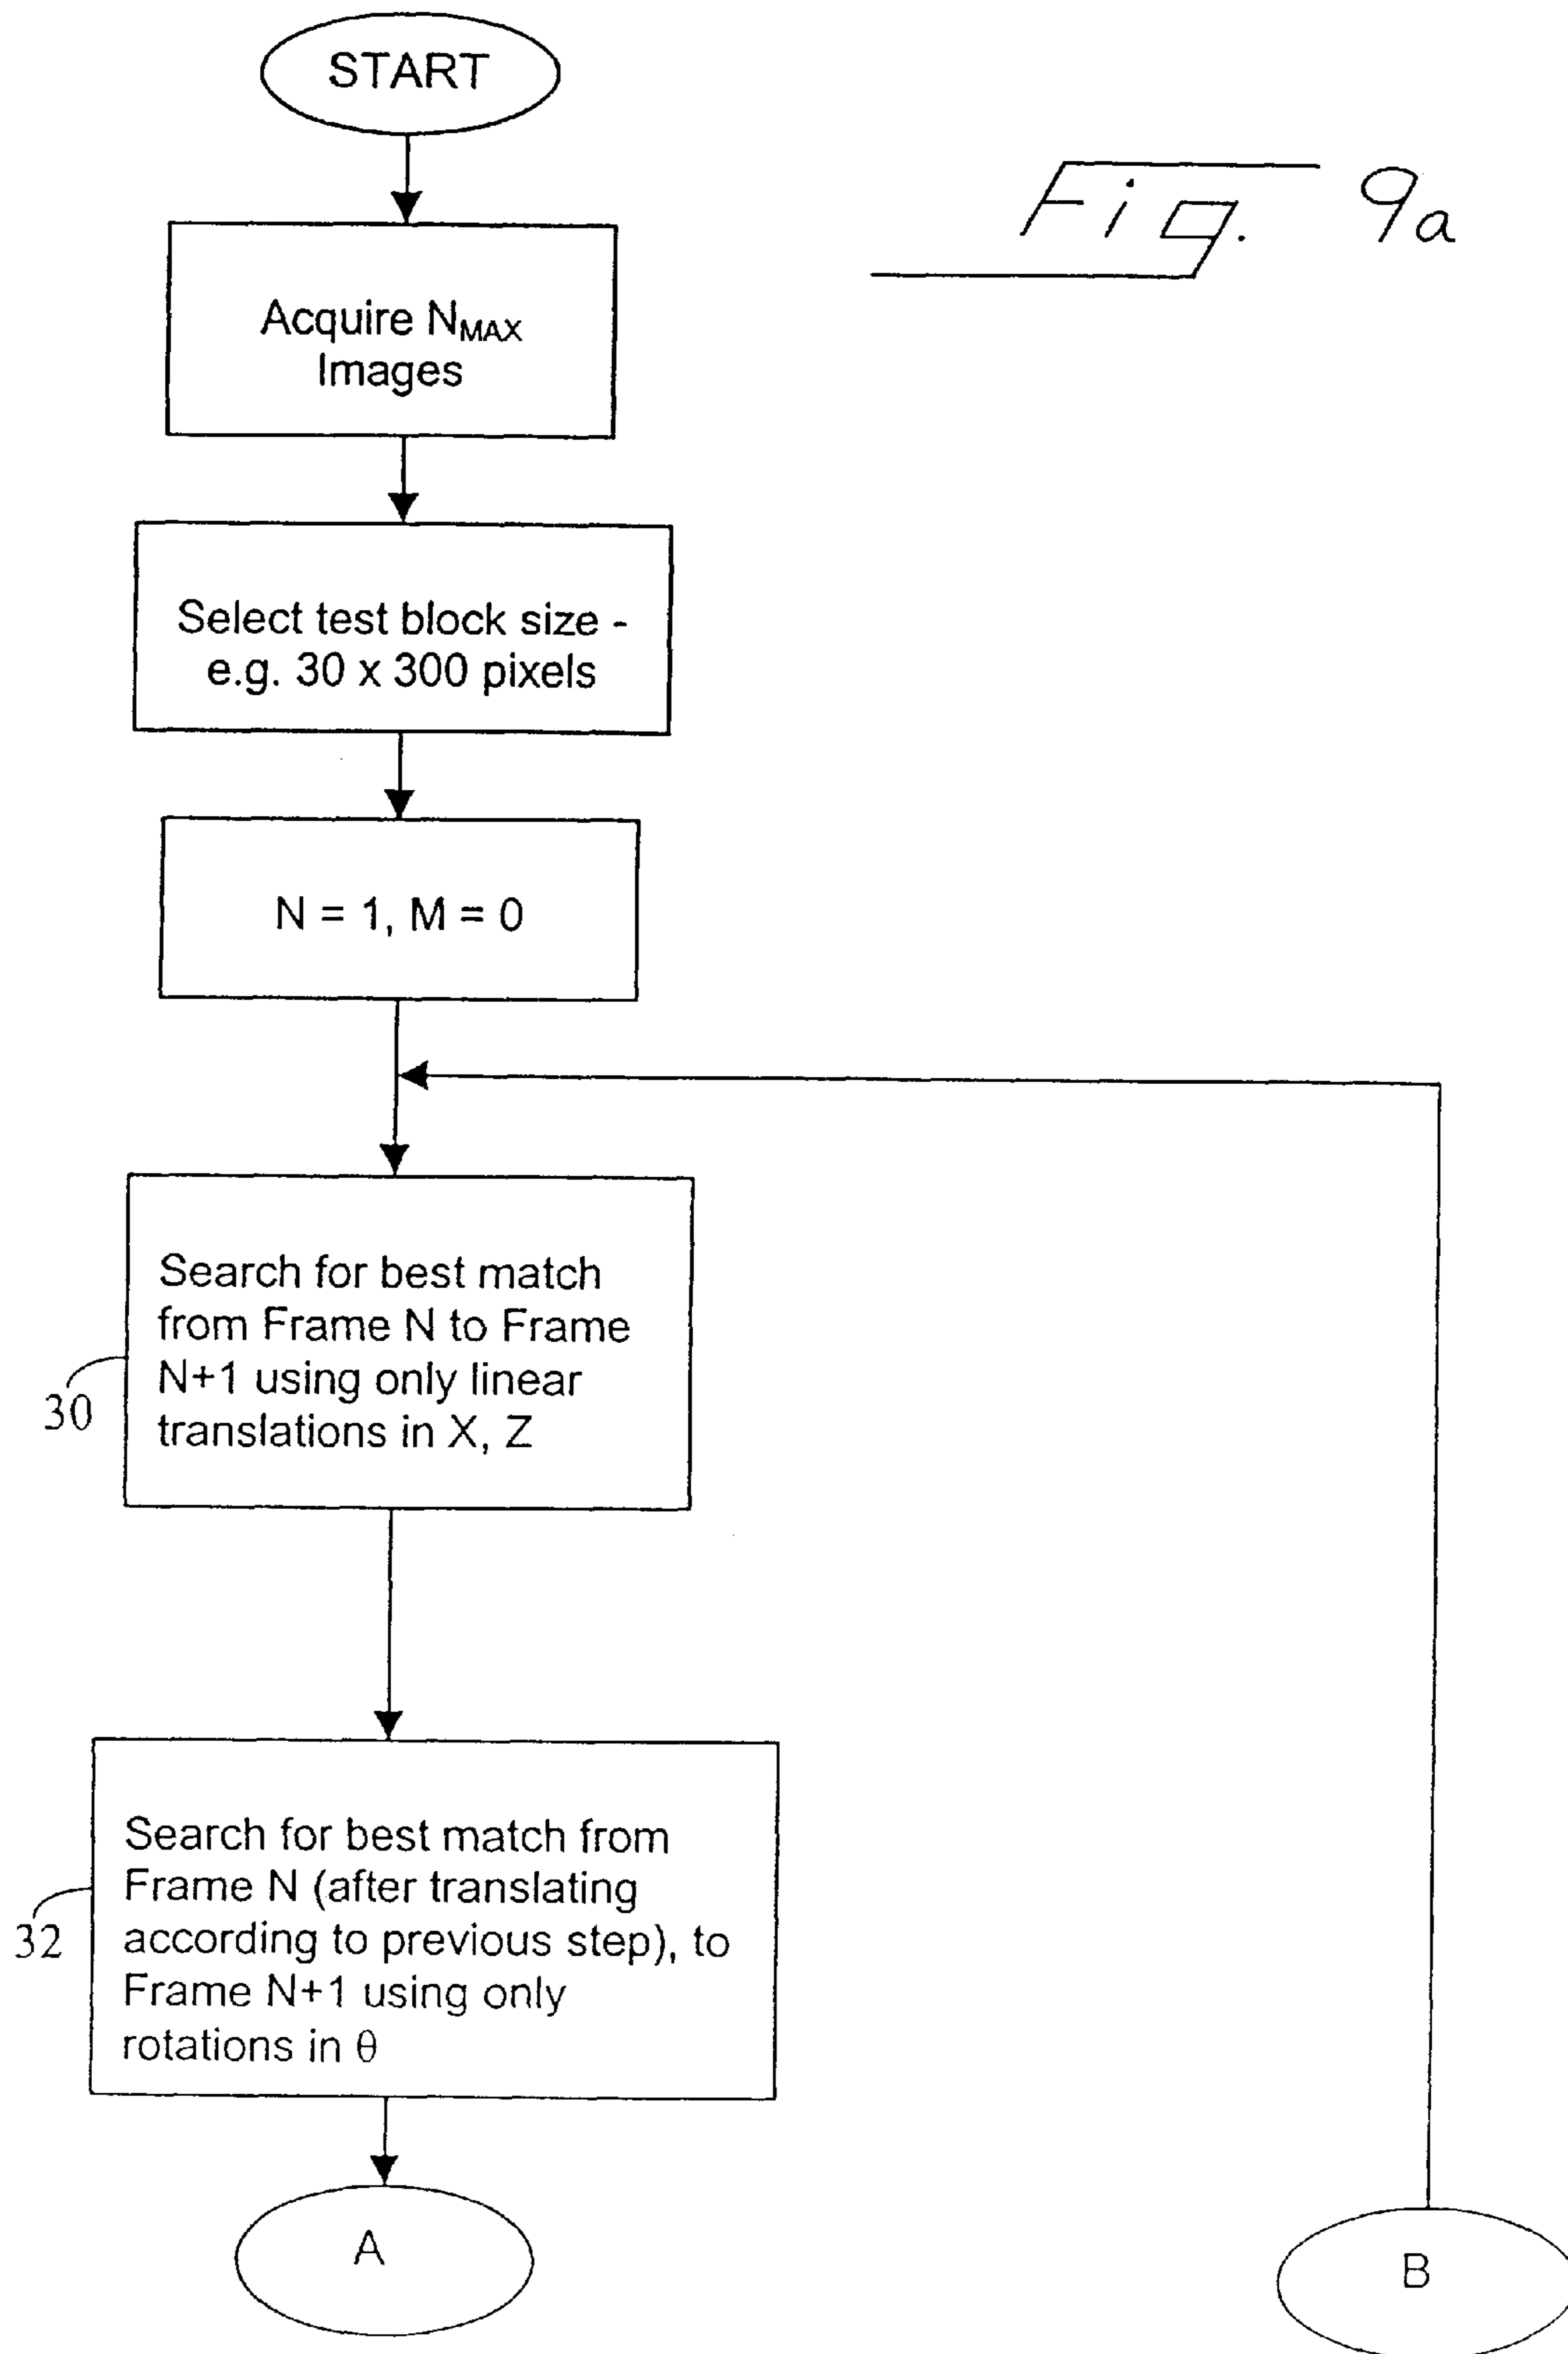 START
Fig. 9a
Acquire N_MAX
Images
Select test block size -
e.g. 30 x 300 pixels
N = 1, M = 0
Search for best match
from Frame N to Frame
N+1 using only linear
translations in X, Z
30
Search for best match from
Frame N (after translating
according to previous step), to
Frame N+1 using only
rotations in θ
32
A
B